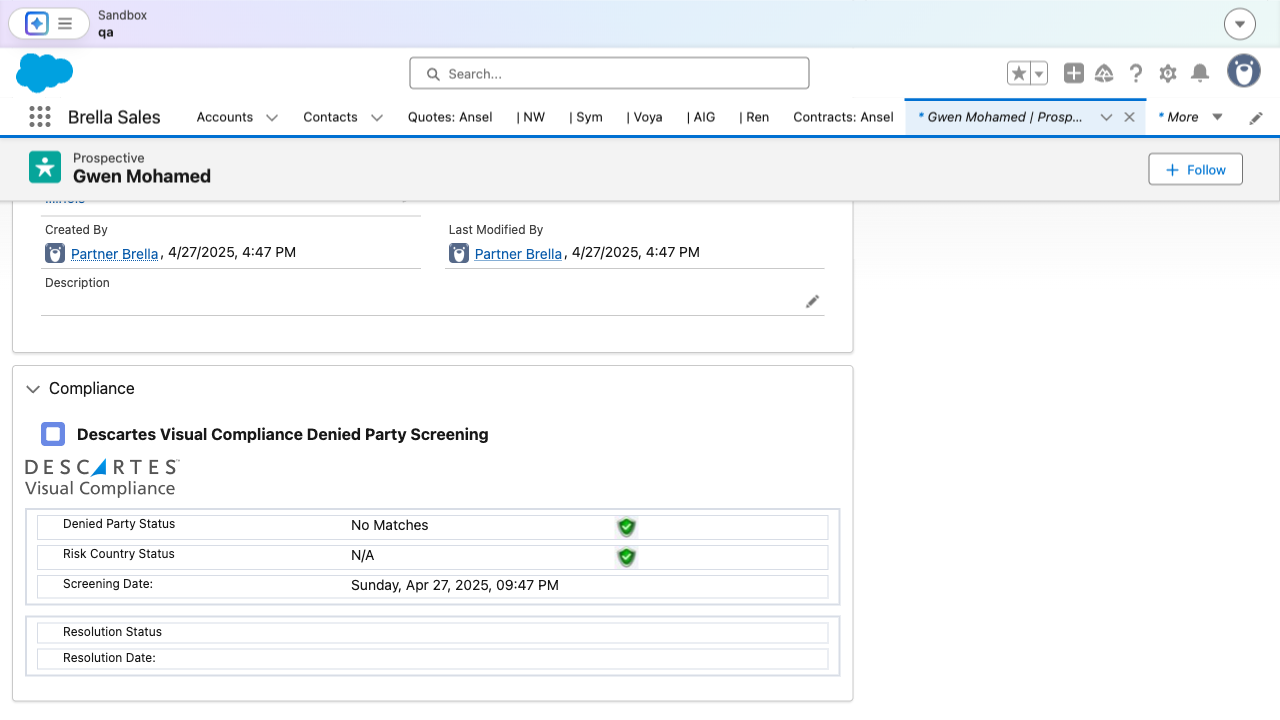 Sandbox
qa
Search...
Brella Sales
Accounts
Contacts
Quotes: Ansel
| NW
| Sym
| Voya
| AIG
| Ren
Contracts: Ansel
* Gwen Mohamed | Prosp...
* More
Prospective
Gwen Mohamed
Follow
Illinois
Created By
Partner Brella, 4/27/2025, 4:47 PM
Last Modified By
Partner Brella, 4/27/2025, 4:47 PM
Description
Compliance
Descartes Visual Compliance Denied Party Screening
DESCARTES™
Visual Compliance
Denied Party Status No Matches
Risk Country Status N/A
Screening Date: Sunday, Apr 27, 2025, 09:47 PM
Resolution Status
Resolution Date: